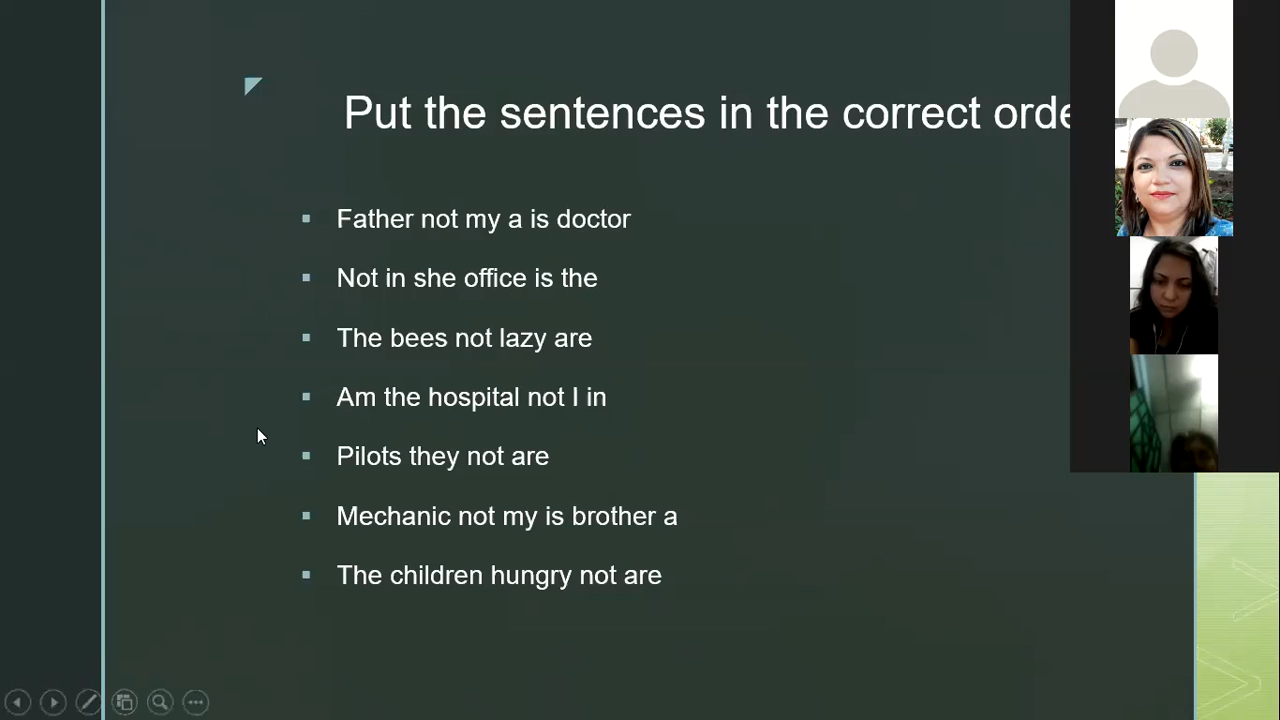 Put the sentences in the correct orde
Father not my a is doctor
Not in she office is the
The bees not lazy are
Am the hospital not I in
Pilots they not are
Mechanic not my is brother a
The children hungry not are